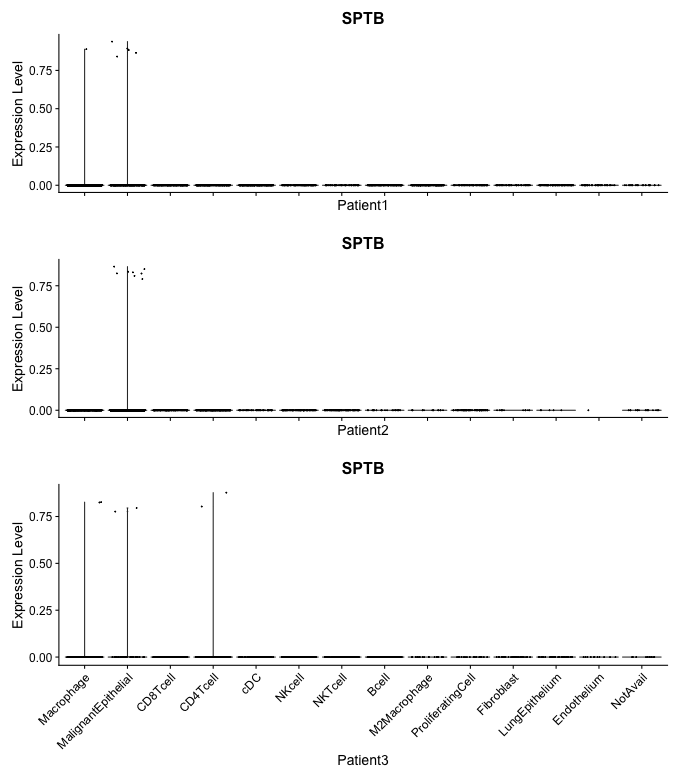 SPTB
Expression Level
0.75
0.50
0.25
0.00
Patient1
SPTB
Expression Level
0.75
0.50
0.25
0.00
Patient2
SPTB
Expression Level
0.75
0.50
0.25
0.00
Macrophage
MalignantEpithelial
CD8Tcell
CD4Tcell
cDC
NKcell
NKTcell
Bcell
M2Macrophage
ProliferatingCell
Fibroblast
LungEpithelium
Endothelium
NotAvail
Patient3